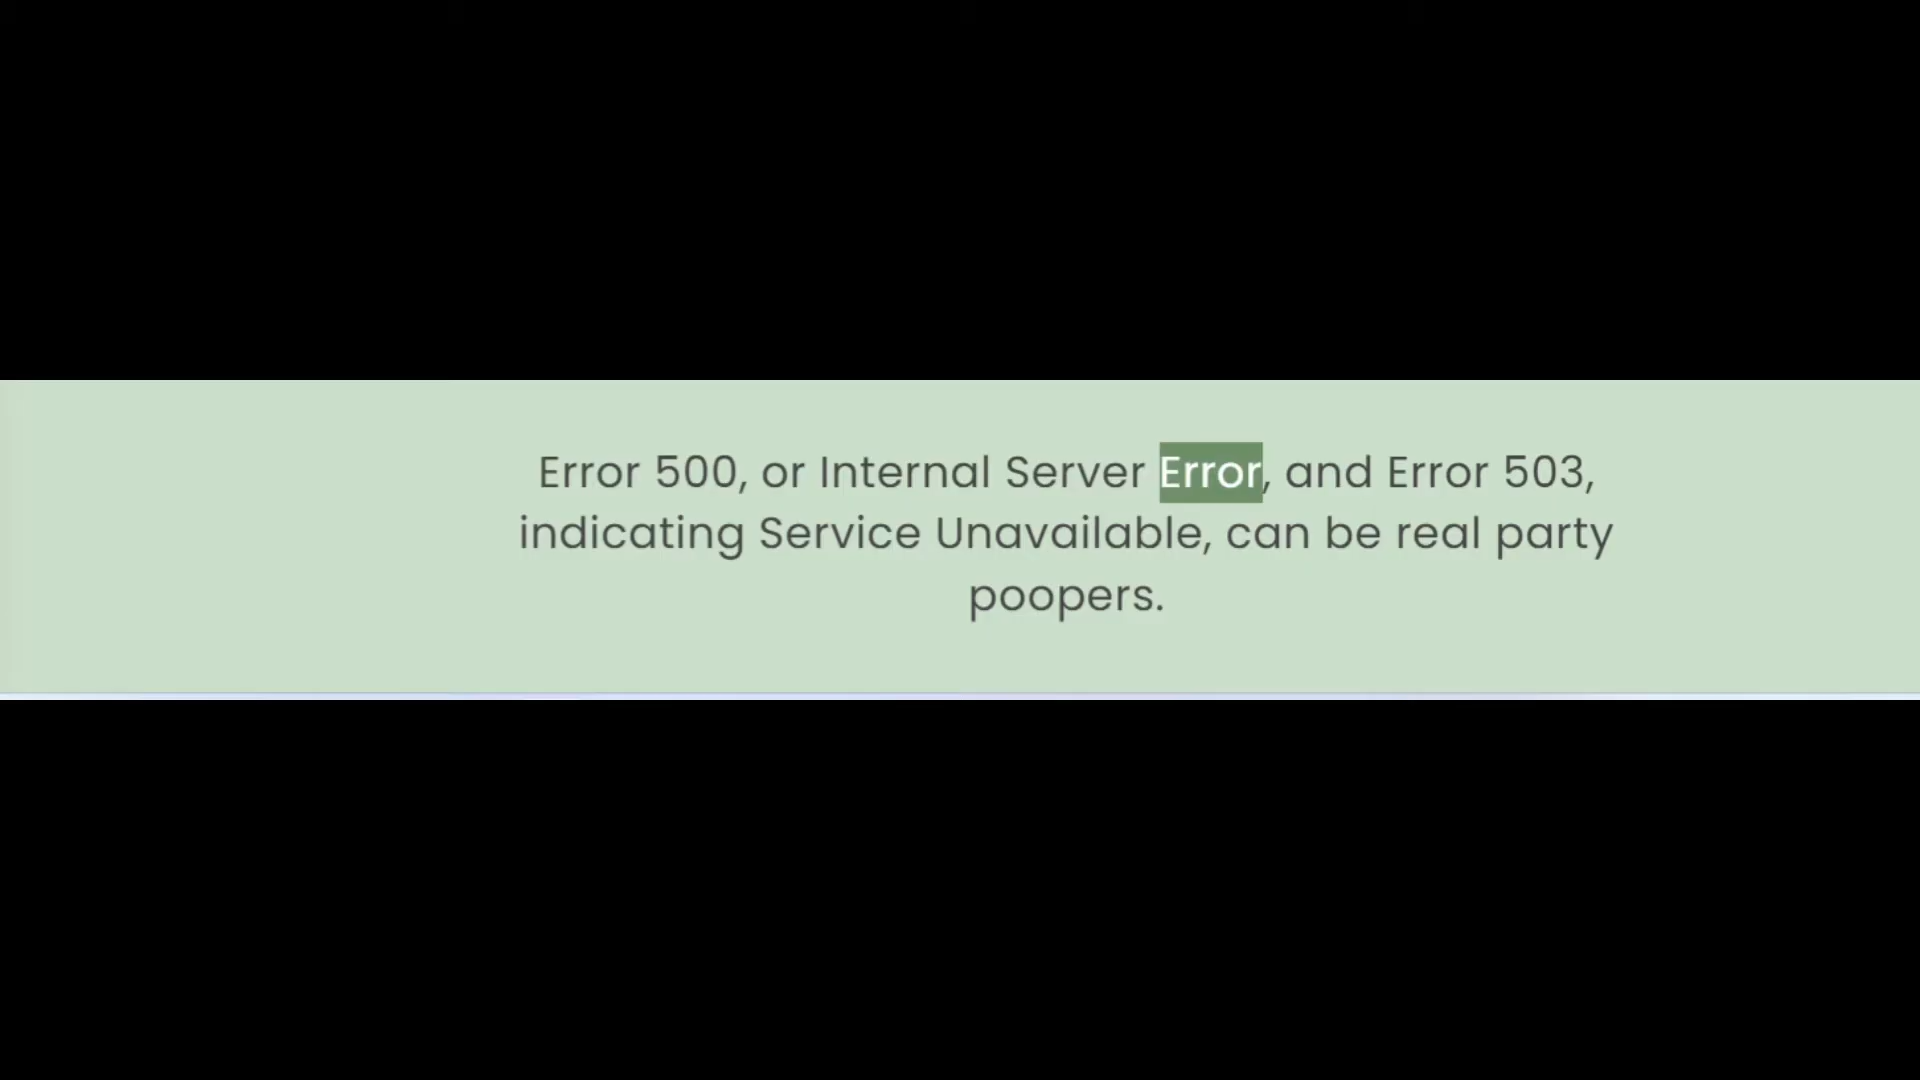 Error 500, or Internal Server Error, and Error 503,
indicating Service Unavailable, can be real party
poopers.